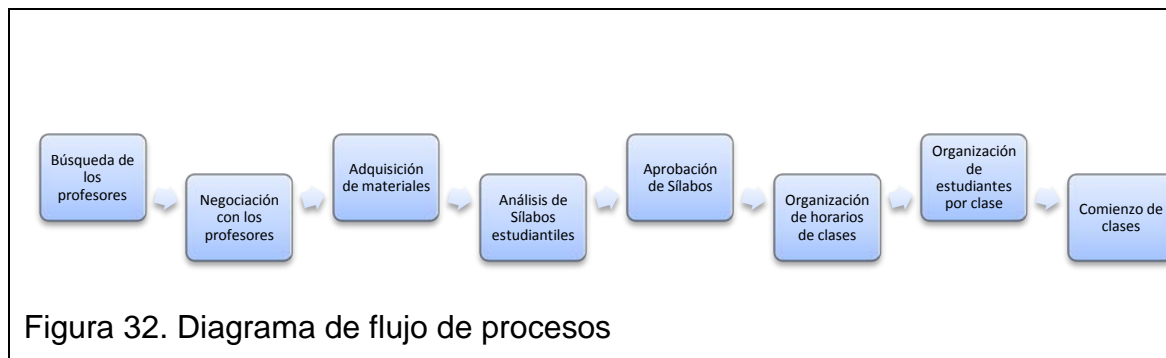 Búsqueda de
los
profesores
Negociación
con los
profesores
Adquisición
de materiales
Análisis de
Sílabos
estudiantiles
Aprobación
de Sílabos
Organización
de horarios
de clases
Organización
de
estudiantes
por clase
Comienzo de
clases
Figura 32. Diagrama de flujo de procesos